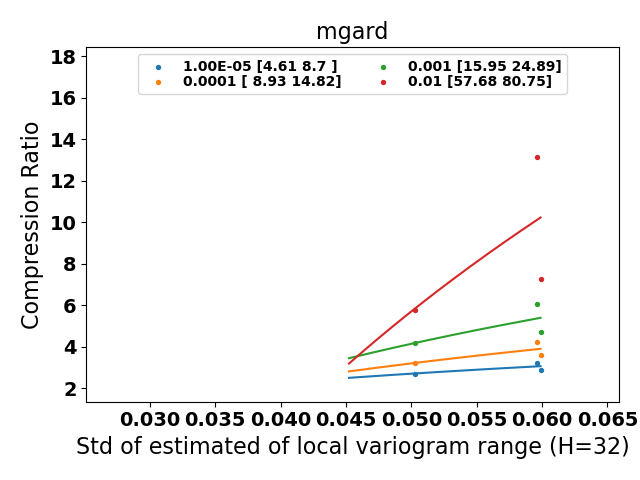 mgard
1.00E-05 [4.61 8.7 ]
0.0001 [ 8.93 14.82]
0.001 [15.95 24.89]
0.01 [57.68 80.75]
Compression Ratio
18
16
14
12
10
8
6
4
2
0.030 0.035 0.040 0.045 0.050 0.055 0.060 0.065
Std of estimated of local variogram range (H=32)